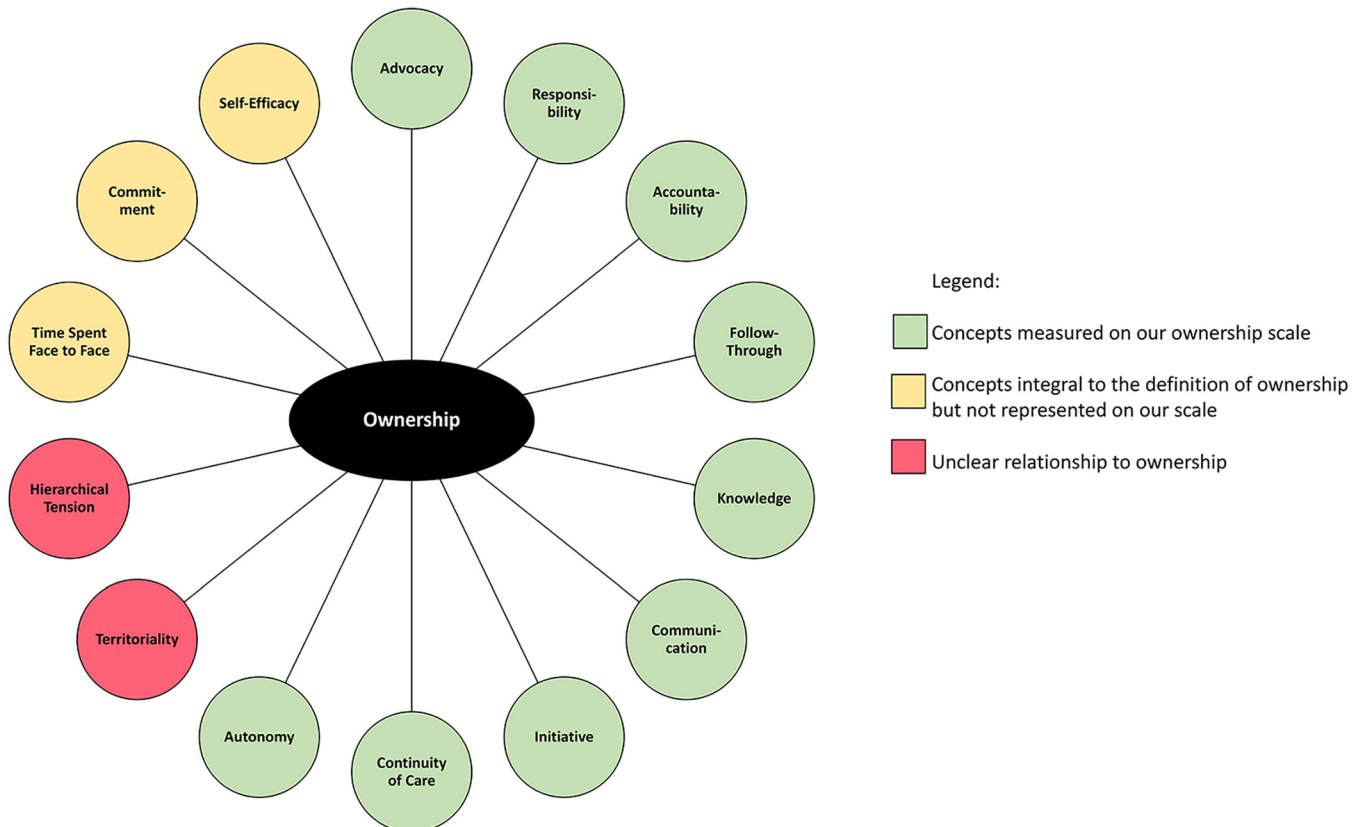 Advocacy
Responsi-
bility
Accounta-
bility
Follow-
Through
Knowledge
Communi-
cation
Initiative
Continuity
of Care
Autonomy
Territoriality
Hierarchical
Tension
Time Spent
Face to Face
Commit-
ment
Self-Efficacy
Ownership
Legend:
Concepts measured on our ownership scale
Concepts integral to the definition of ownership
but not represented on our scale
Unclear relationship to ownership